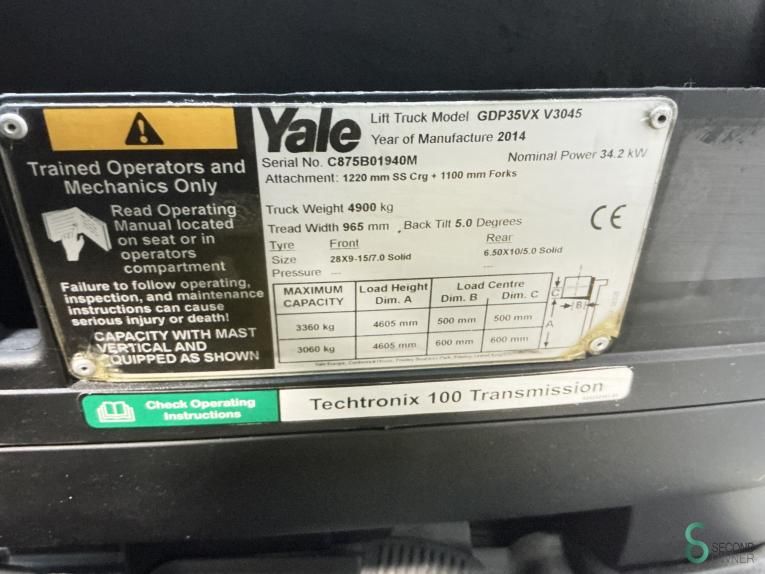 Trained Operators and
Mechanics Only
Read Operating
Manual located
on seat or in
operators
compartment
Failure to follow operating,
inspection, and maintenance
instructions can cause
serious injury or death!
CAPACITY WITH MAST
VERTICAL AND
EQUIPPED AS SHOWN
Yale
Lift Truck Model GDP35VX V3045
Year of Manufacture 2014
Serial No. C875B01940M
Nominal Power 34.2 kW
Attachment: 1220 mm SS Crg + 1100 mm Forks
Truck Weight 4900 kg
Tread Width 965 mm Back Tilt 5.0 Degrees
CE
Tyre Front Rear
Size 28X9-15/7.0 Solid 6.50X10/5.0 Solid
Pressure --- ---
MAXIMUM CAPACITY Load Height Dim. A Load Centre Dim. B Dim. C
3360 kg 4605 mm 500 mm 500 mm
3060 kg 4605 mm 600 mm 600 mm
C
B
A
Check Operating
Instructions
Techtronix 100 Transmission
SECOND
OWNER